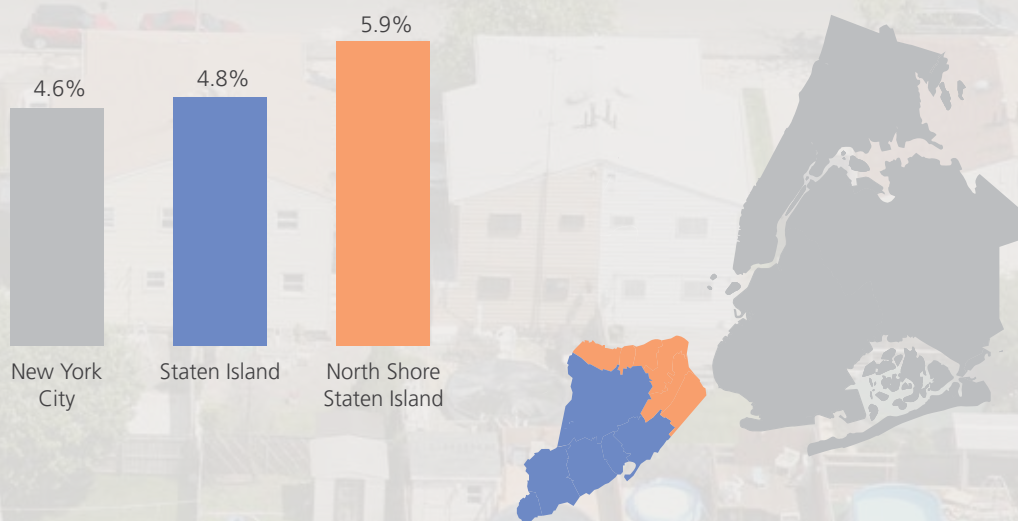 5.9%
4.8%
4.6%
New York
City
Staten Island
North Shore
Staten Island